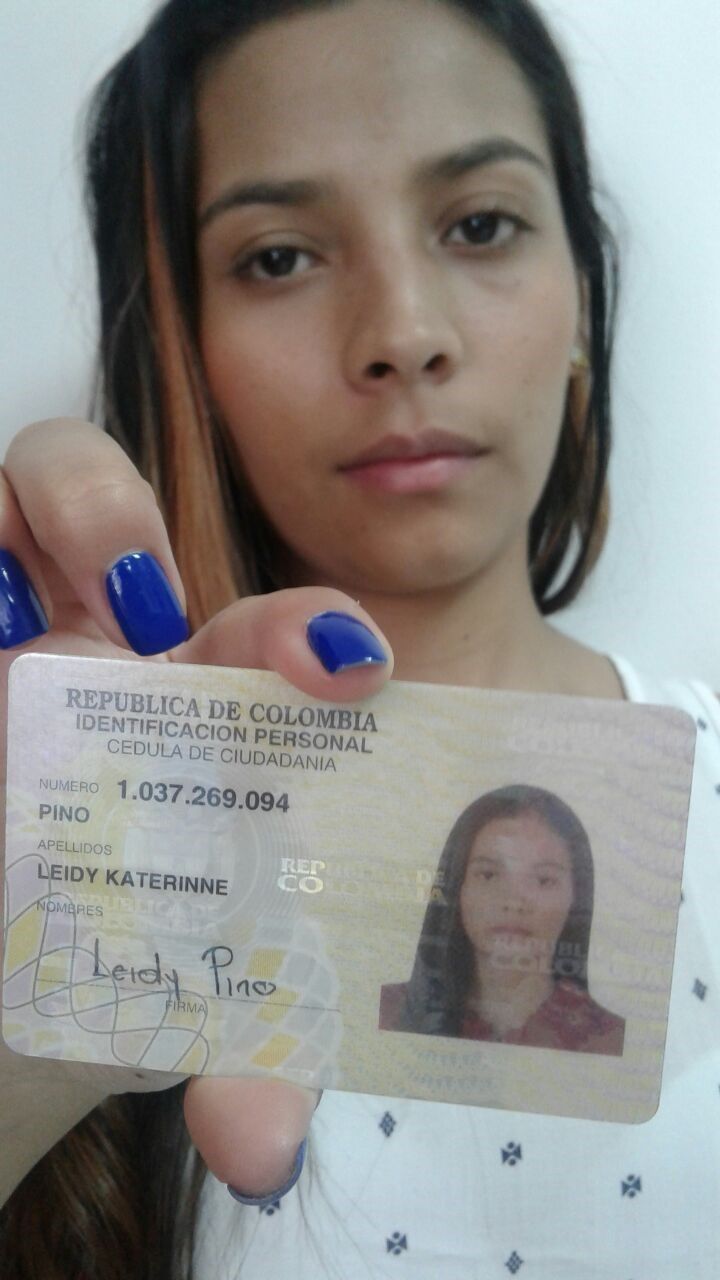 REPUBLICA DE COLOMBIA
IDENTIFICACION PERSONAL
CEDULA DE CIUDADANIA
NUMERO 1.037.269.094
PINO
APELLIDOS
LEIDY KATERINNE
NOMBRES
REPUBLICA DE
COLOMBIA
Leidy Pino
FIRMA